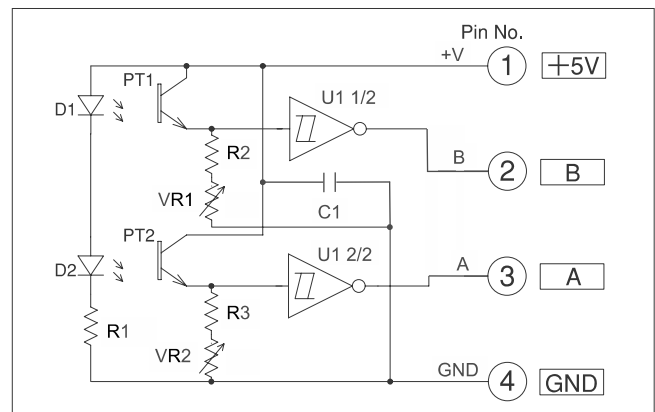 Pin No.
+V 1 +5V
PT1
D1
U1 1/2
R2
B 2 B
VR1
C1
PT2
U1 2/2
D2
A 3 A
R3
R1
VR2
GND 4 GND